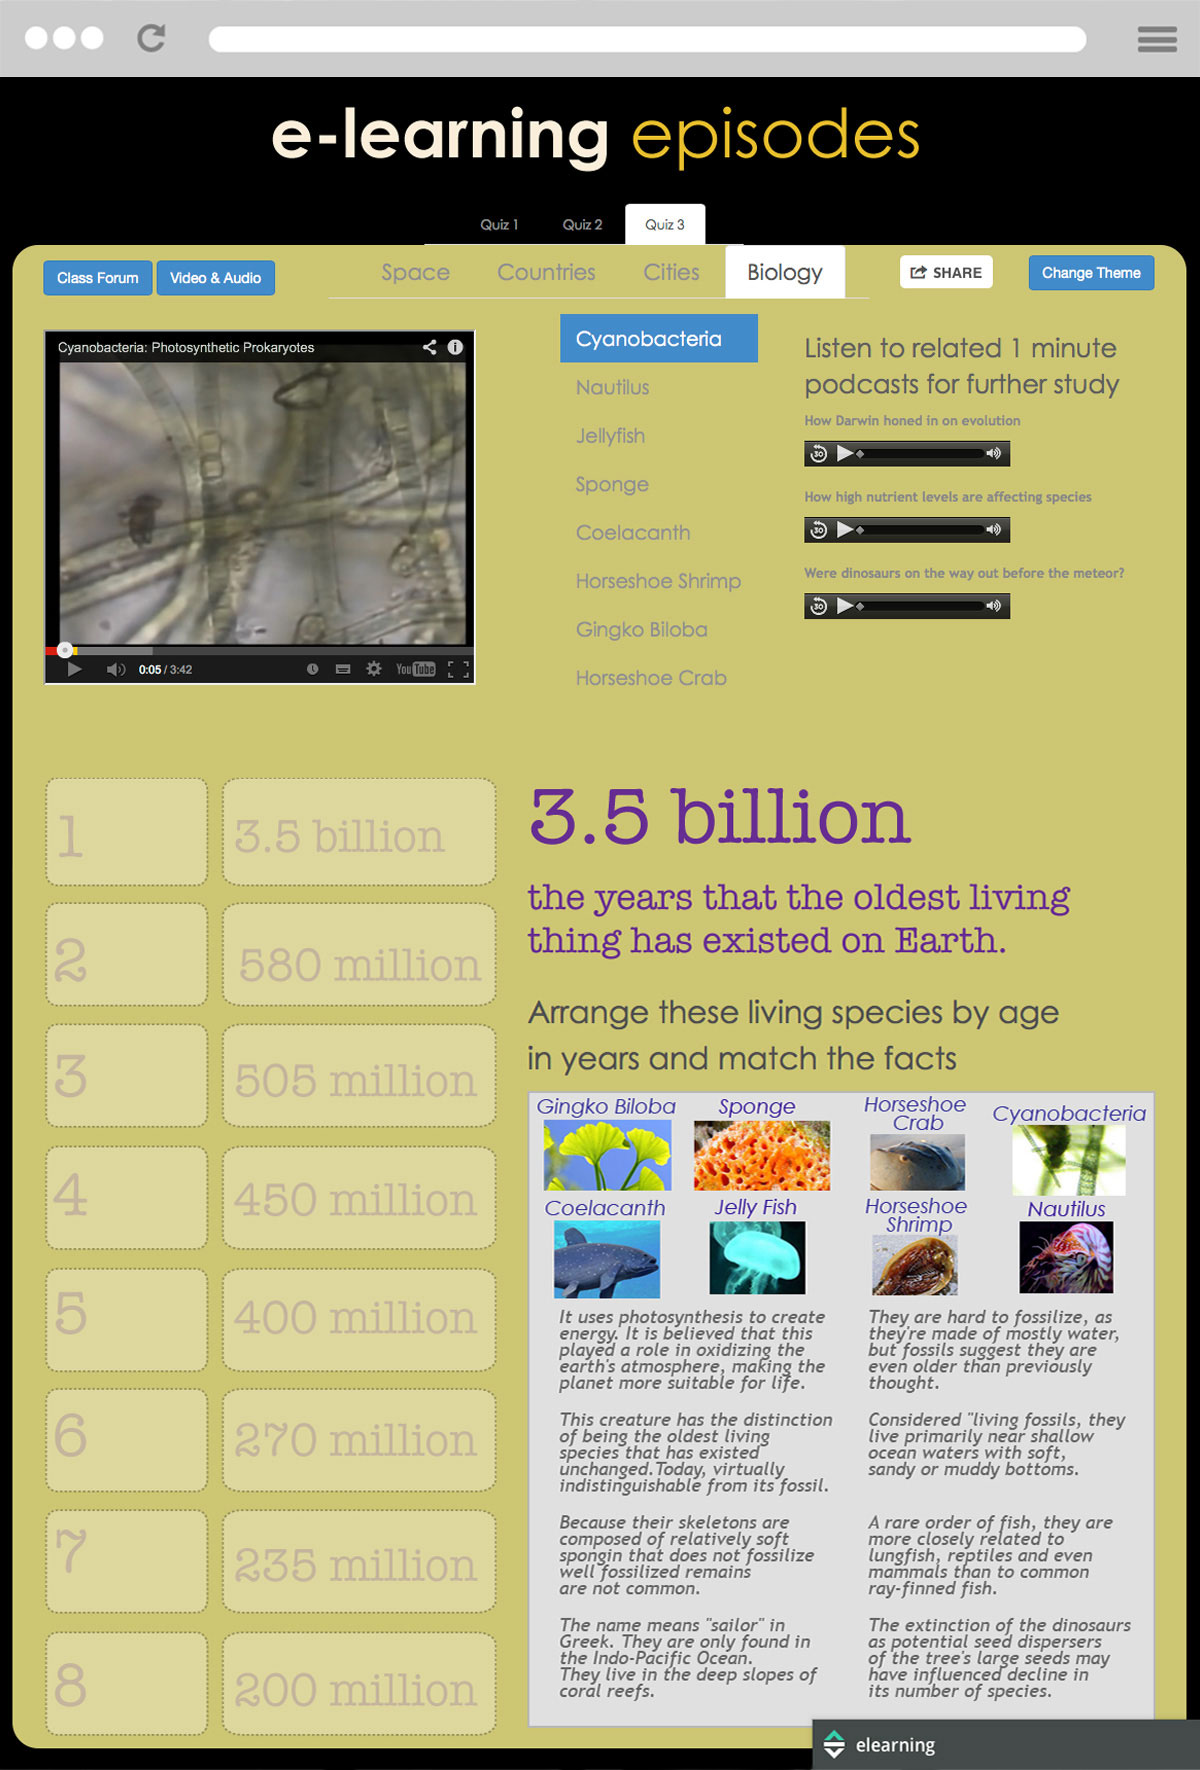 e-learning episodes
Quiz 1
Quiz 2
Quiz 3
Class Forum
Video & Audio
Space
Countries
Cities
Biology
SHARE
Change Theme
Cyanobacteria: Photosynthetic Prokaryotes
0:05 / 3:42
YouTube
Cyanobacteria
Nautilus
Jellyfish
Sponge
Coelacanth
Horseshoe Shrimp
Gingko Biloba
Horseshoe Crab
Listen to related 1 minute
podcasts for further study
How Darwin honed in on evolution
30
How high nutrient levels are affecting species
30
Were dinosaurs on the way out before the meteor?
30
1
3.5 billion
2
580 million
3
505 million
4
450 million
5
400 million
6
270 million
7
235 million
8
200 million
3.5 billion
the years that the oldest living
thing has existed on Earth.
Arrange these living species by age
in years and match the facts
Gingko Biloba
Sponge
Horseshoe
Crab
Cyanobacteria
Coelacanth
Jelly Fish
Horseshoe
Shrimp
Nautilus
It uses photosynthesis to create
energy. It is believed that this
played a role in oxidizing the
earth's atmosphere, making the
planet more suitable for life.
They are hard to fossilize, as
they're made of mostly water,
but fossils suggest they are
even older than previously
thought.
This creature has the distinction
of being the oldest living
species that has existed
unchanged.Today, virtually
indistinguishable from its fossil.
Considered "living fossils, they
live primarily near shallow
ocean waters with soft,
sandy or muddy bottoms.
Because their skeletons are
composed of relatively soft
spongin that does not fossilize
well fossilized remains
are not common.
A rare order of fish, they are
more closely related to
lungfish, reptiles and even
mammals than to common
ray-finned fish.
The name means "sailor" in
Greek. They are only found in
the Indo-Pacific Ocean.
They live in the deep slopes of
coral reefs.
The extinction of the dinosaurs
as potential seed dispersers
of the tree's large seeds may
have influenced decline in
its number of species.
elearning